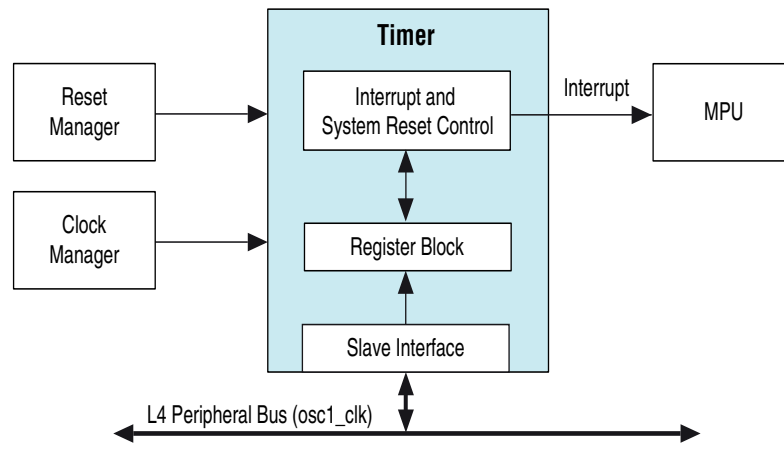 Timer
Reset
Manager
Interrupt and
System Reset Control
Interrupt
MPU
Clock
Manager
Register Block
Slave Interface
L4 Peripheral Bus (osc1_clk)